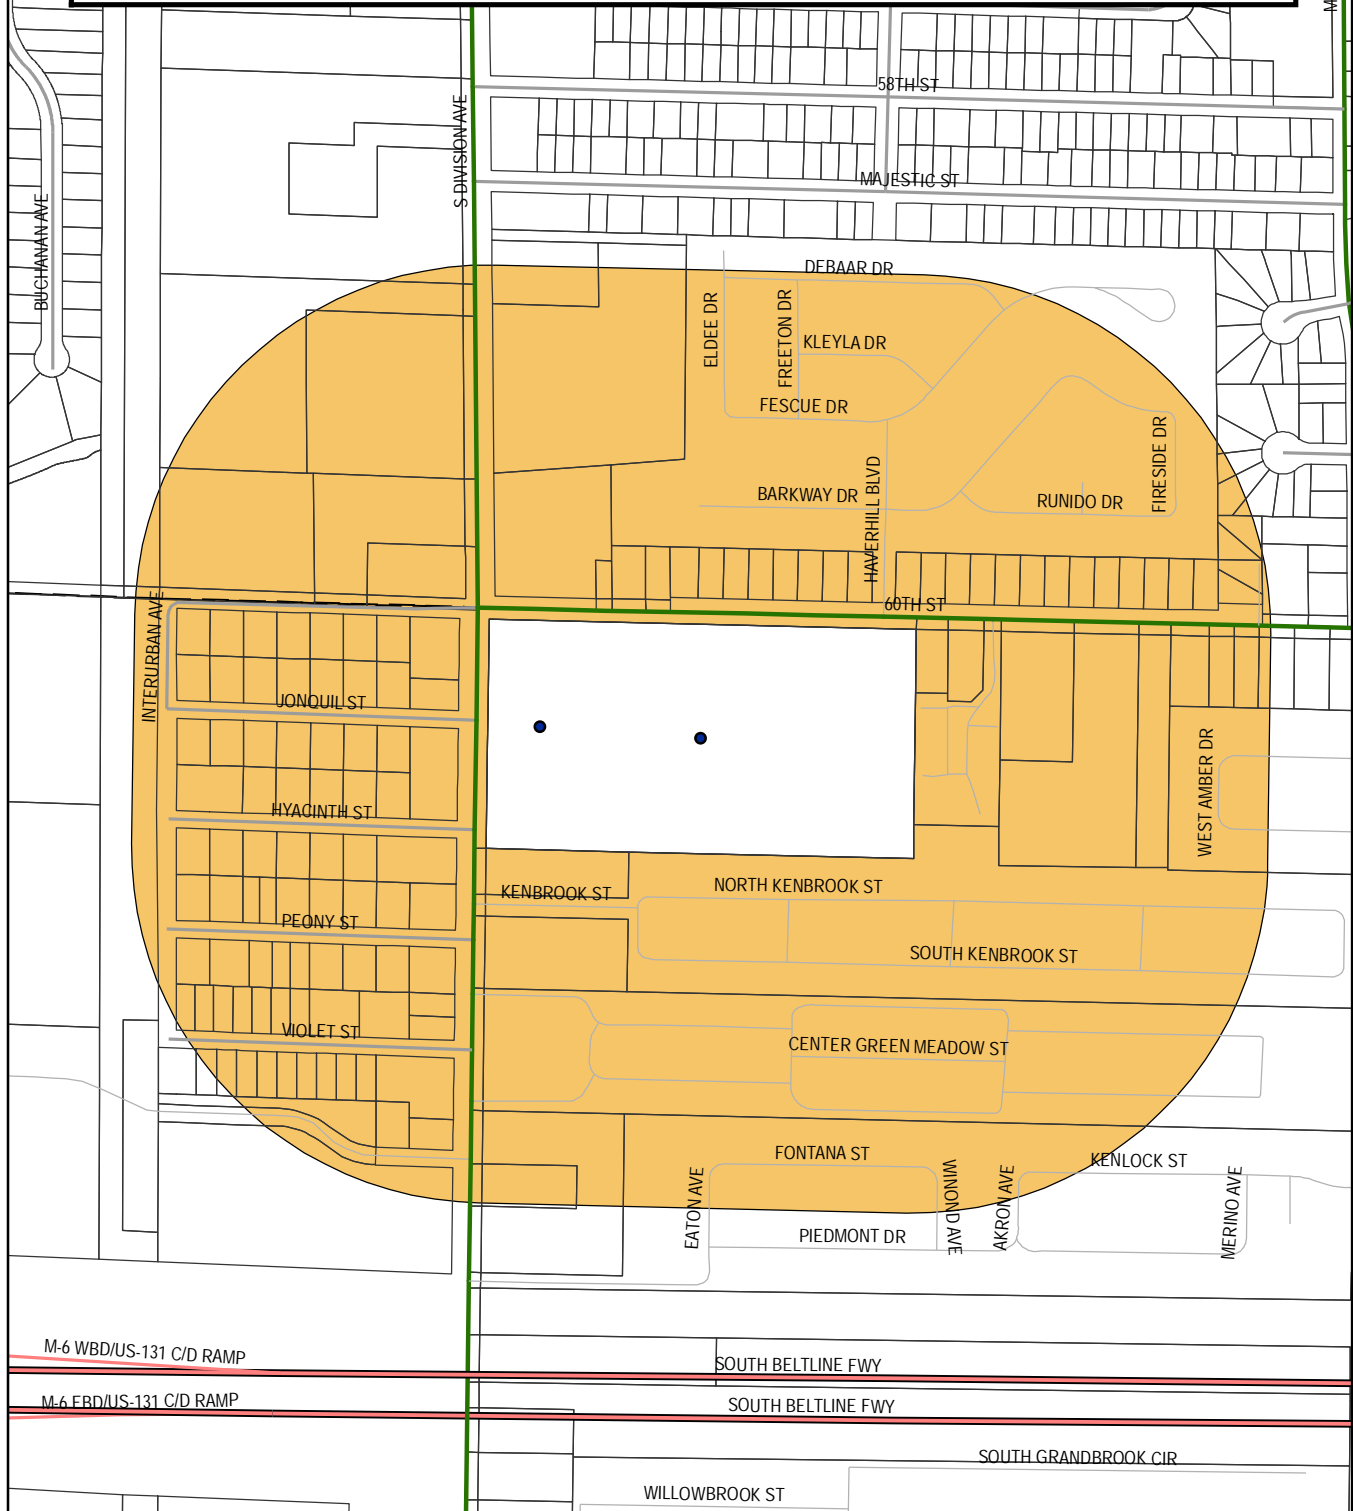 M
58TH ST
S DIVISION AVE
MAJESTIC ST
BUCHANAN AVE
DEBAAR DR
ELDEE DR
FREETON DR
KLEYLA DR
FESCUE DR
FIRESIDE DR
HAVERHILL BLVD
BARKWAY DR
RUNIDO DR
INTERURBAN AVE
60TH ST
JONQUIL ST
WEST AMBER DR
HYACINTH ST
NORTH KENBROOK ST
KENBROOK ST
PEONY ST
SOUTH KENBROOK ST
VIOLET ST
CENTER GREEN MEADOW ST
FONTANA ST
KENLOCK ST
EATON AVE
WINOND AVE
AKRON AVE
MERINO AVE
PIEDMONT DR
M-6 WBD/US-131 C/D RAMP
SOUTH BELTLINE FWY
M-6 EBD/US-131 C/D RAMP
SOUTH BELTLINE FWY
SOUTH GRANDBROOK CIR
WILLOWBROOK ST